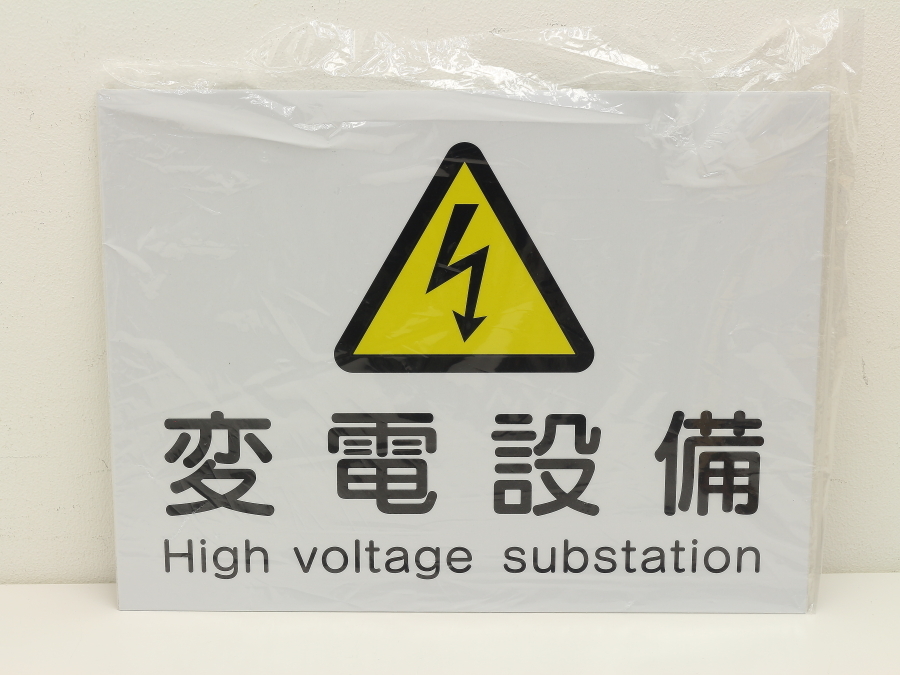 変電設備
High voltage substation